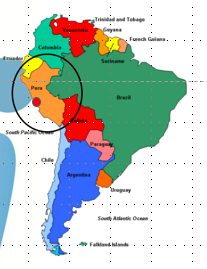 Trinidad and Tobago
Venezuela
Guyana
Colombia
French Guiana
Suriname
Ecuador
Peru
Brazil
South Pacific Ocean
Bolivia
Paraguay
Chile
Argentina
Uruguay
South Atlantic Ocean
Falkland Islands